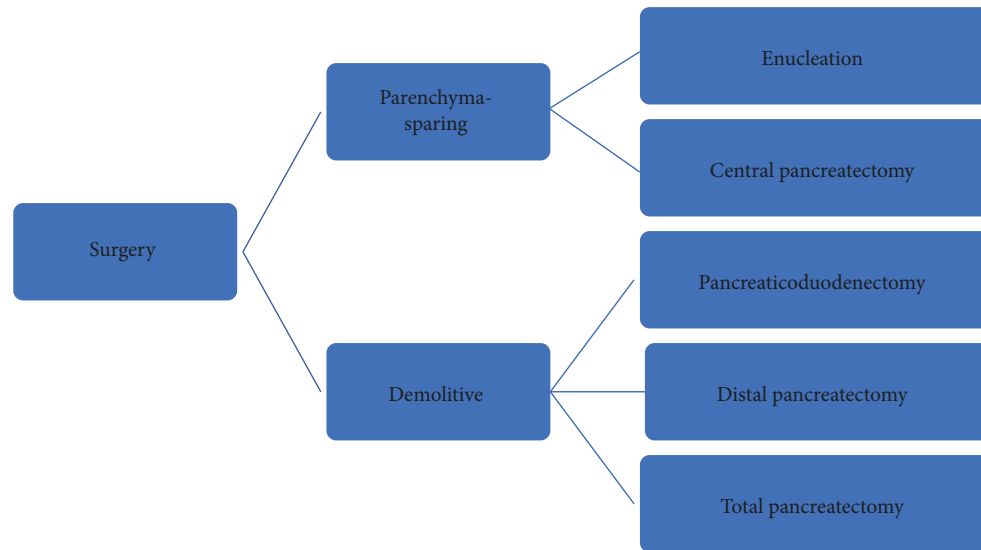 Surgery
Parenchyma-
sparing
Demolitive
Enucleation
Central pancreatectomy
Pancreaticoduodenectomy
Distal pancreatectomy
Total pancreatectomy